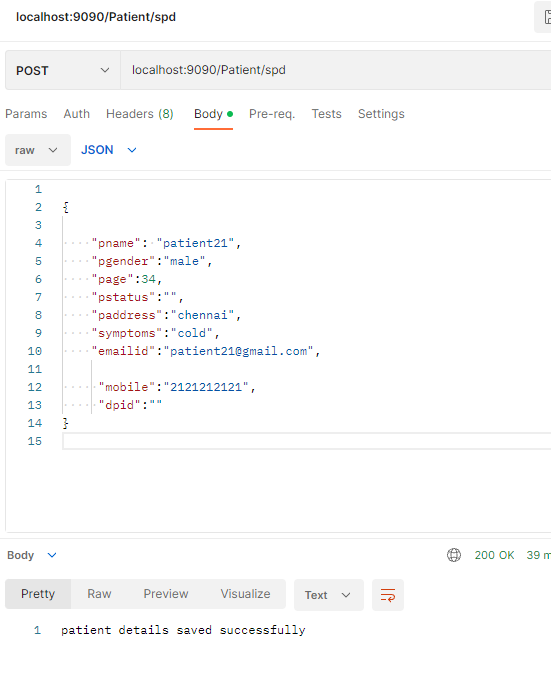 localhost:9090/Patient/spd
POST localhost:9090/Patient/spd
Params Auth Headers (8) Body Pre-req. Tests Settings
raw JSON
1
2 {
3
4 "pname": "patient21",
5 "pgender":"male",
6 "page":34,
7 "pstatus":"",
8 "paddress":"chennai",
9 "symptoms":"cold",
10 "emailid":"patient21@gmail.com",
11
12 "mobile":"2121212121",
13 "dpid":""
14 }
15
Body 200 OK 39 m
Pretty Raw Preview Visualize Text
1 patient details saved successfully